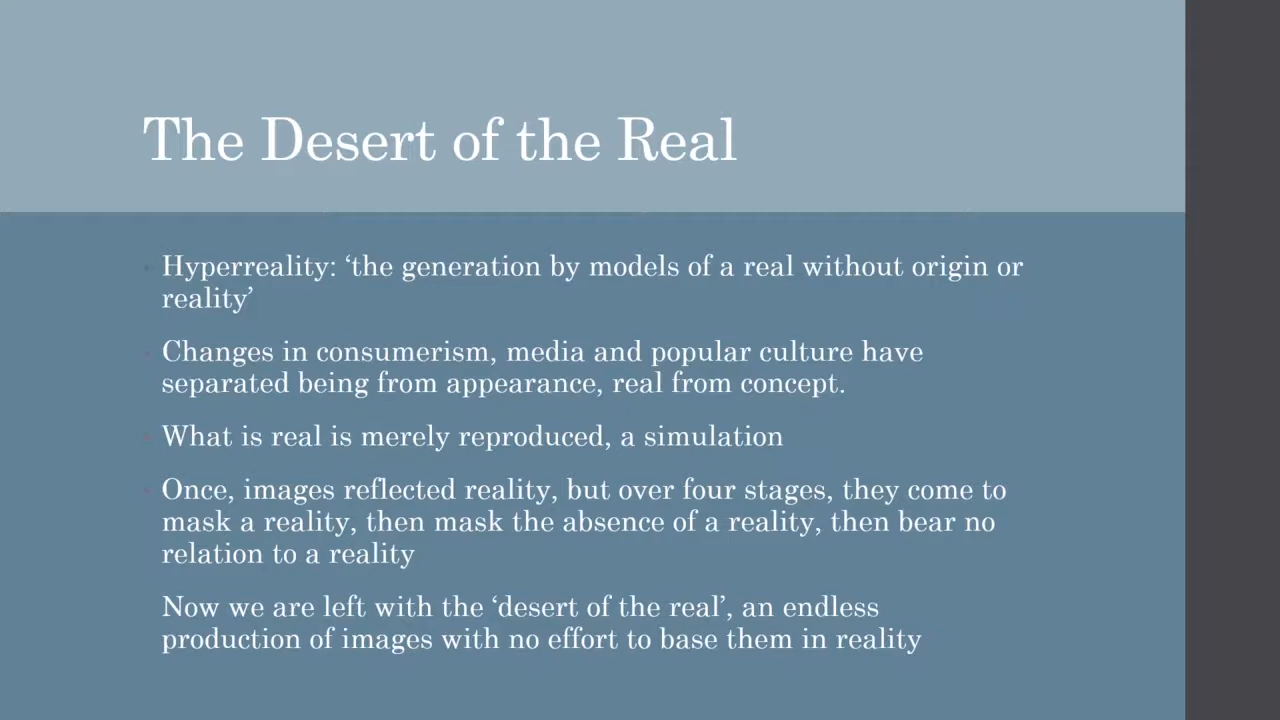 The Desert of the Real
Hyperreality: ‘the generation by models of a real without origin or
reality’
Changes in consumerism, media and popular culture have
separated being from appearance, real from concept.
What is real is merely reproduced, a simulation
Once, images reflected reality, but over four stages, they come to
mask a reality, then mask the absence of a reality, then bear no
relation to a reality
Now we are left with the ‘desert of the real’, an endless
production of images with no effort to base them in reality